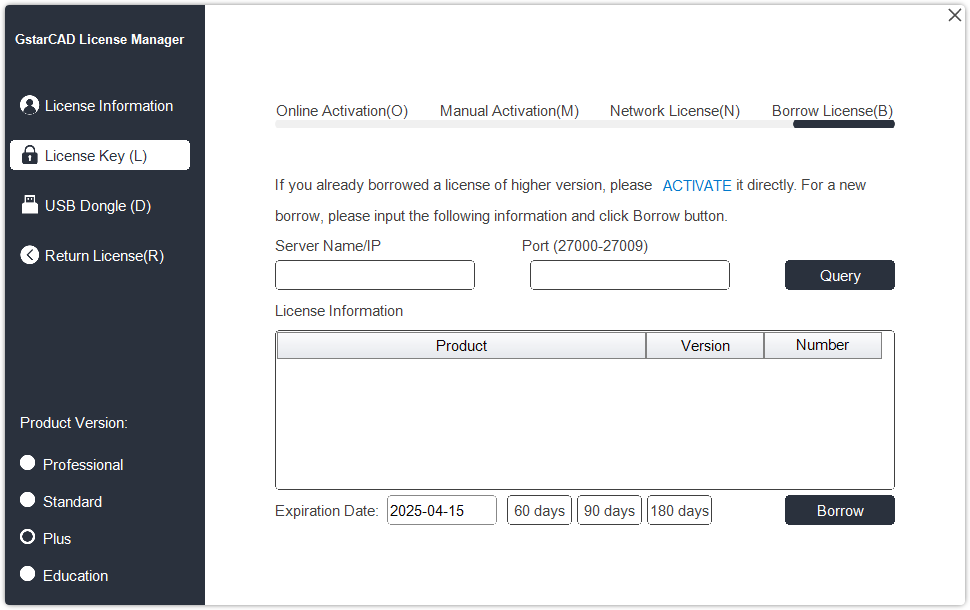 GstarCAD License Manager
License Information
License Key (L)
USB Dongle (D)
Return License(R)
Product Version:
Professional
Standard
Plus
Education
Online Activation(O)
Manual Activation(M)
Network License(N)
Borrow License(B)
If you already borrowed a license of higher version, please ACTIVATE it directly. For a new
borrow, please input the following information and click Borrow button.
Server Name/IP
Port (27000-27009)
Query
License Information
Product
Version
Number
Expiration Date:
2025-04-15
60 days
90 days
180 days
Borrow